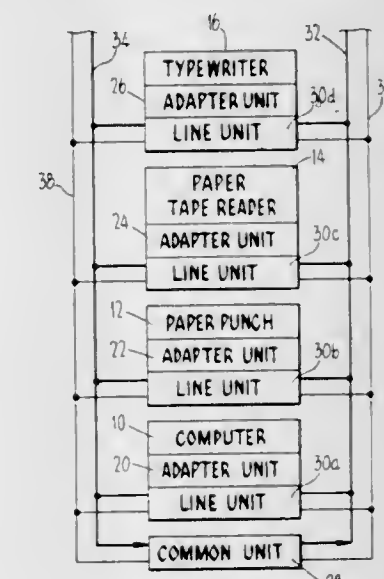 16
34
32
TYPEWRITER
26
ADAPTER UNIT
30d
LINE UNIT
14
38
PAPER
TAPE READER
24
ADAPTER UNIT
30c
LINE UNIT
12
PAPER PUNCH
22
ADAPTER UNIT
30b
LINE UNIT
10
COMPUTER
20
ADAPTER UNIT
30a
LINE UNIT
COMMON UNIT